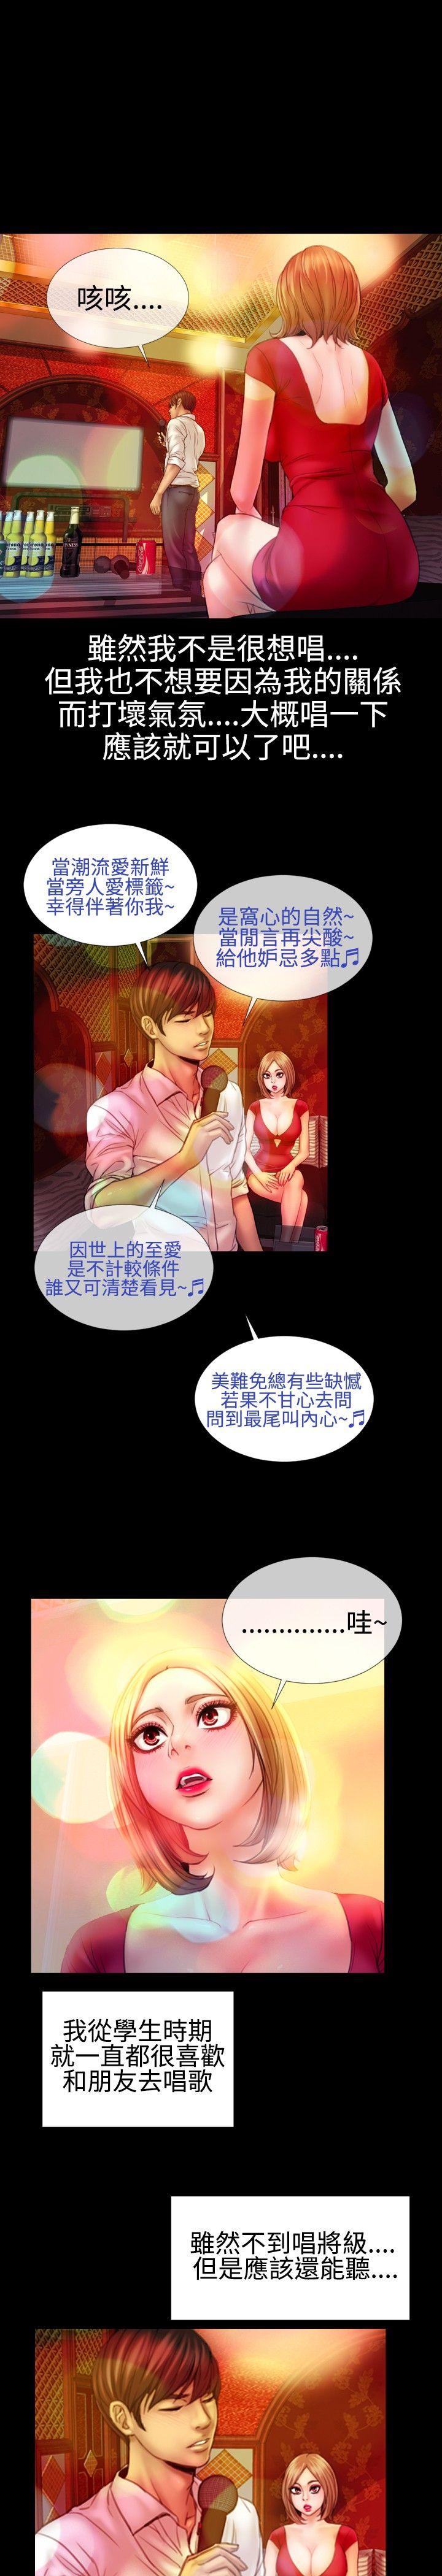 咳咳....
雖然我不是很想唱....
但我也不想要因為我的關係
而打壞氣氛....大概唱一下
應該就可以了吧....
當潮流愛新鮮
當旁人愛標籤~
幸得伴著你我~
是窩心的自然~
當閒言再尖酸~
給他妒忌多點♬
因世上的至愛
是不計較條件
誰又可清楚看見~♬
美難免總有些缺憾
若果不甘心去問
問到最尾叫內心~♬
..............哇~
我從學生時期
就一直都很喜歡
和朋友去唱歌
雖然不到唱將級....
但是應該還能聽....